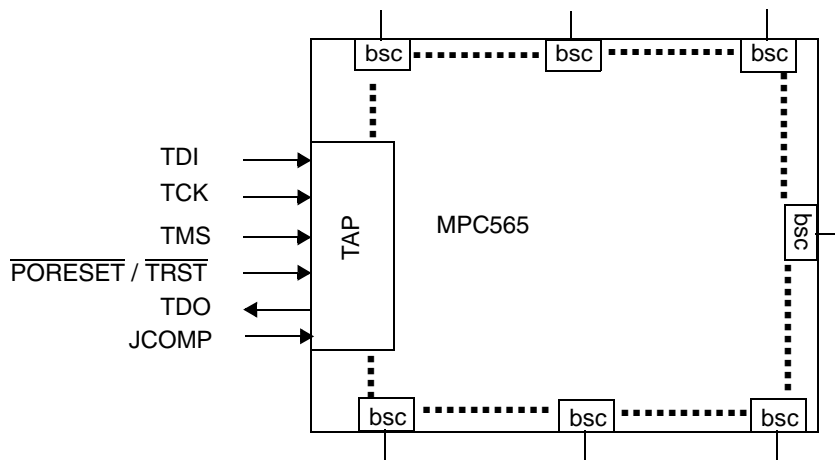 bsc bsc bsc
TDI
TCK
TMS
PORESET / TRST
TDO
JCOMP
TAP
MPC565
bsc
bsc bsc bsc